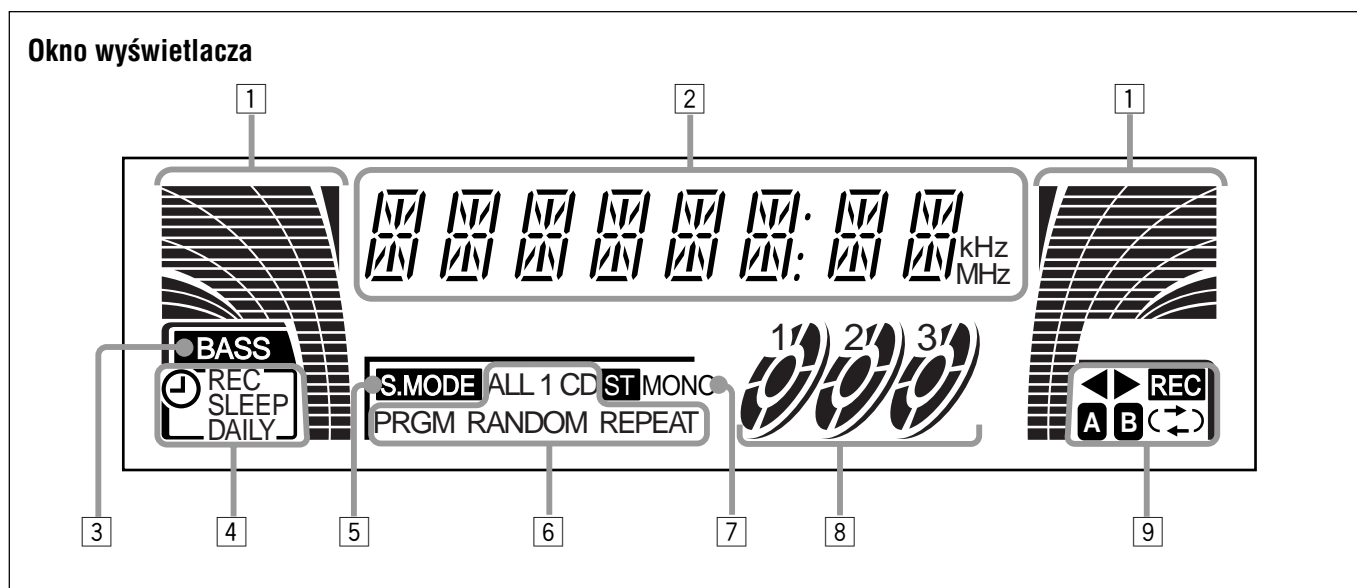 Okno wyświetlacza
1 2 1
kHz
MHz
BASS
REC
SLEEP
DAILY
S.MODE ALL 1 CD ST MONO
PRGM RANDOM REPEAT
1 2 3
REC
A B
3 4 5 6 7 8 9